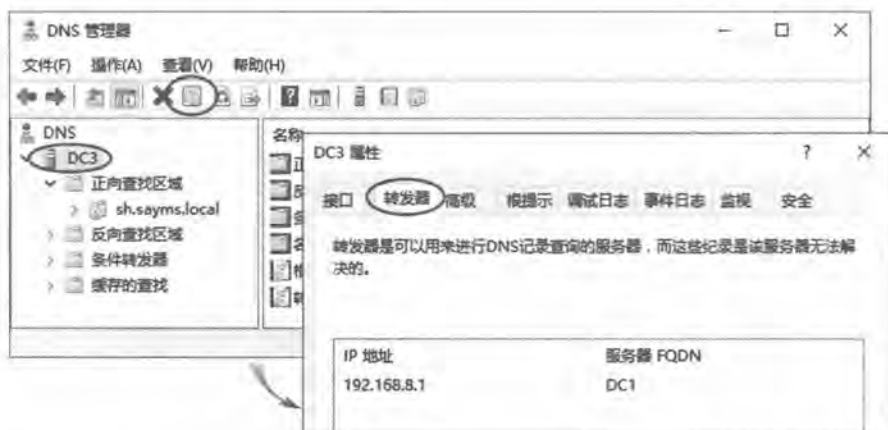 DNS 管理器
文件(F) 操作(A) 查看(V) 帮助(H)
DNS
DC3
正向查找区域
sh.sayms.local
反向查找区域
条件转发器
缓存的查找
名称
DC3 属性
接口 转发器 高级 根提示 调试日志 事件日志 监视 安全
转发器是可以用来进行DNS记录查询的服务器，而这些纪录是该服务器无法解
决的。
IP 地址 服务器 FQDN
192.168.8.1 DC1